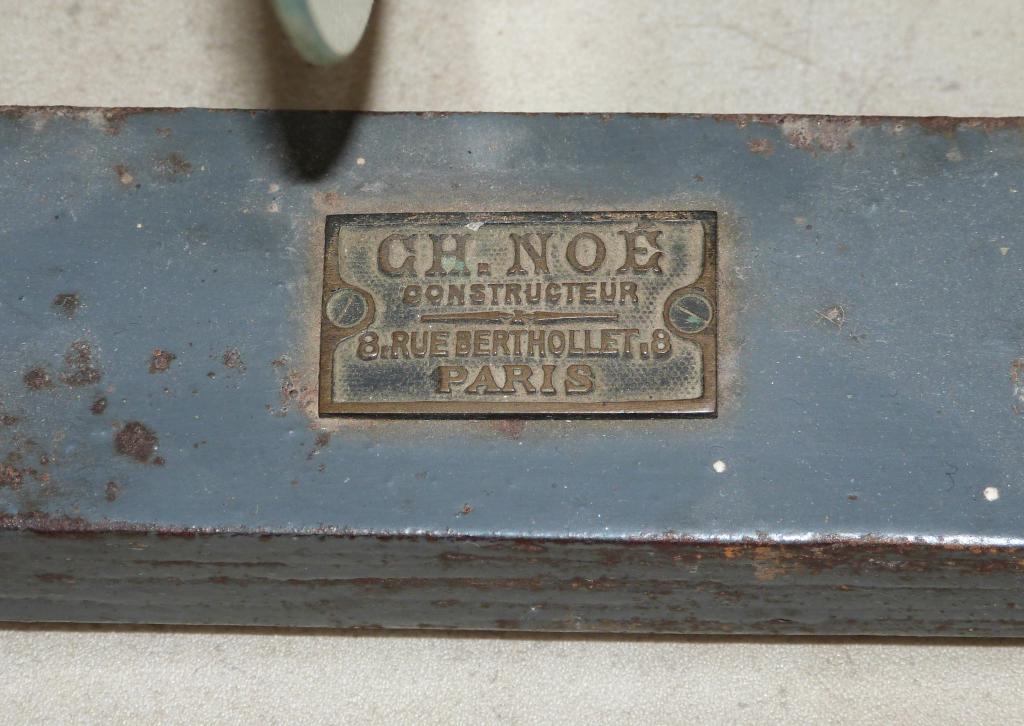 CH. NOÉ
CONSTRUCTEUR
8, RUE BERTHOLLET, 8
PARIS